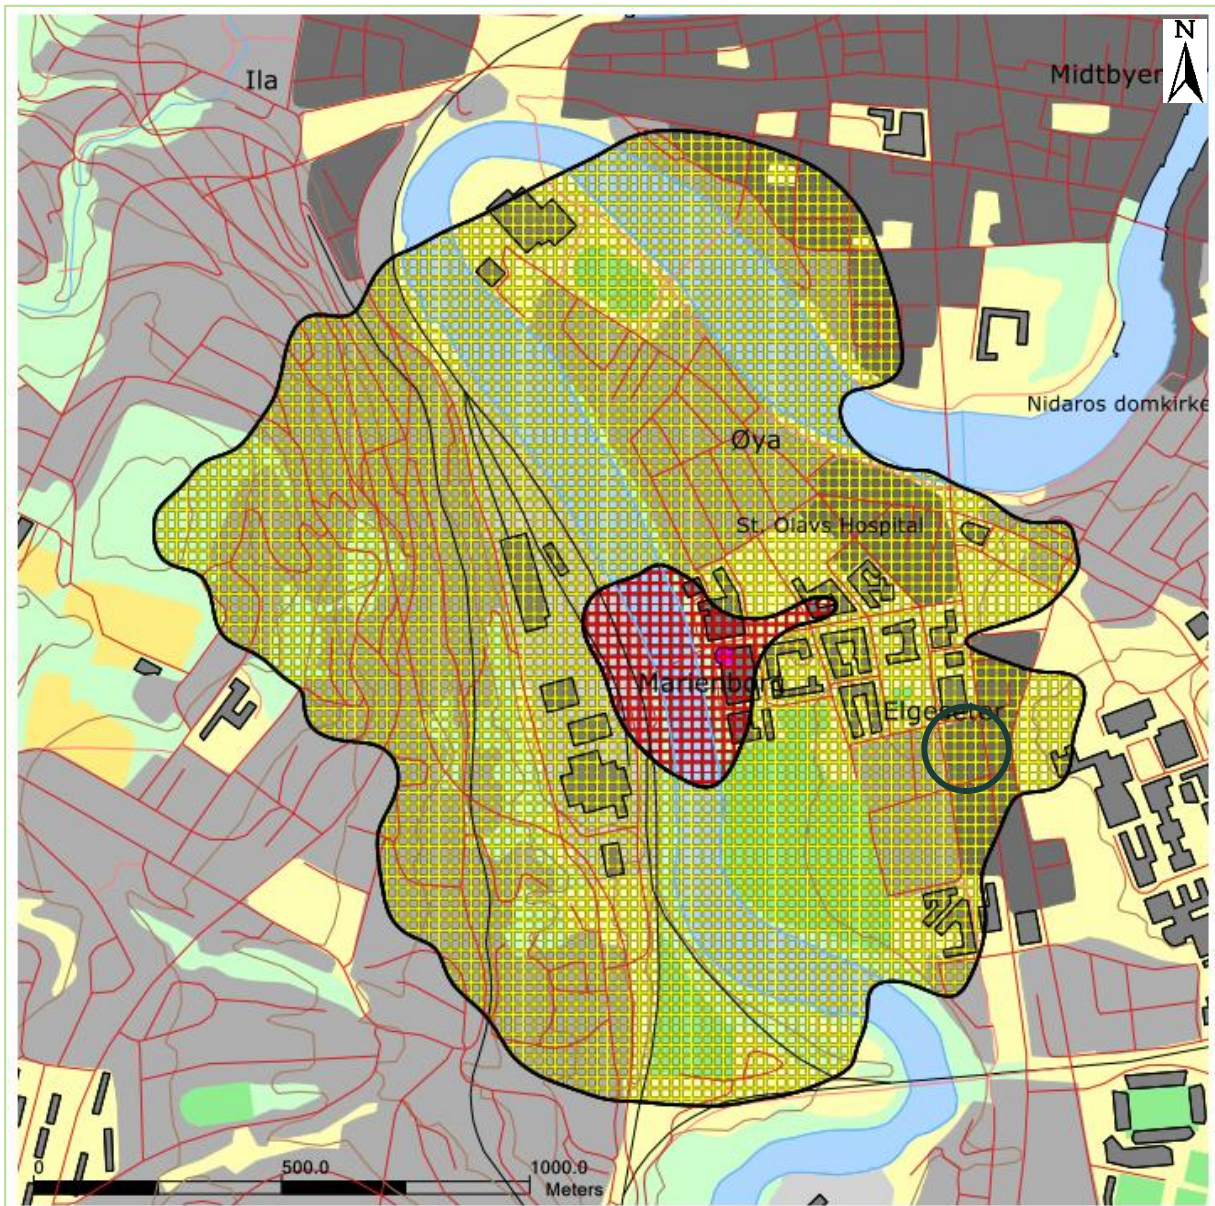 N
Ila
Midtbyen
Nidaros domkirke
Øya
St. Olavs Hospital
Marienborg
Elgeseter
0 500.0 1000.0
Meters